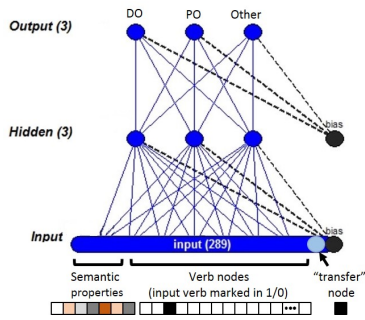 DO PO Other
Output (3)
bias
Hidden (3)
bias
Input
input (289)
Semantic properties
Verb nodes
(input verb marked in 1/0)
“transfer” node
...